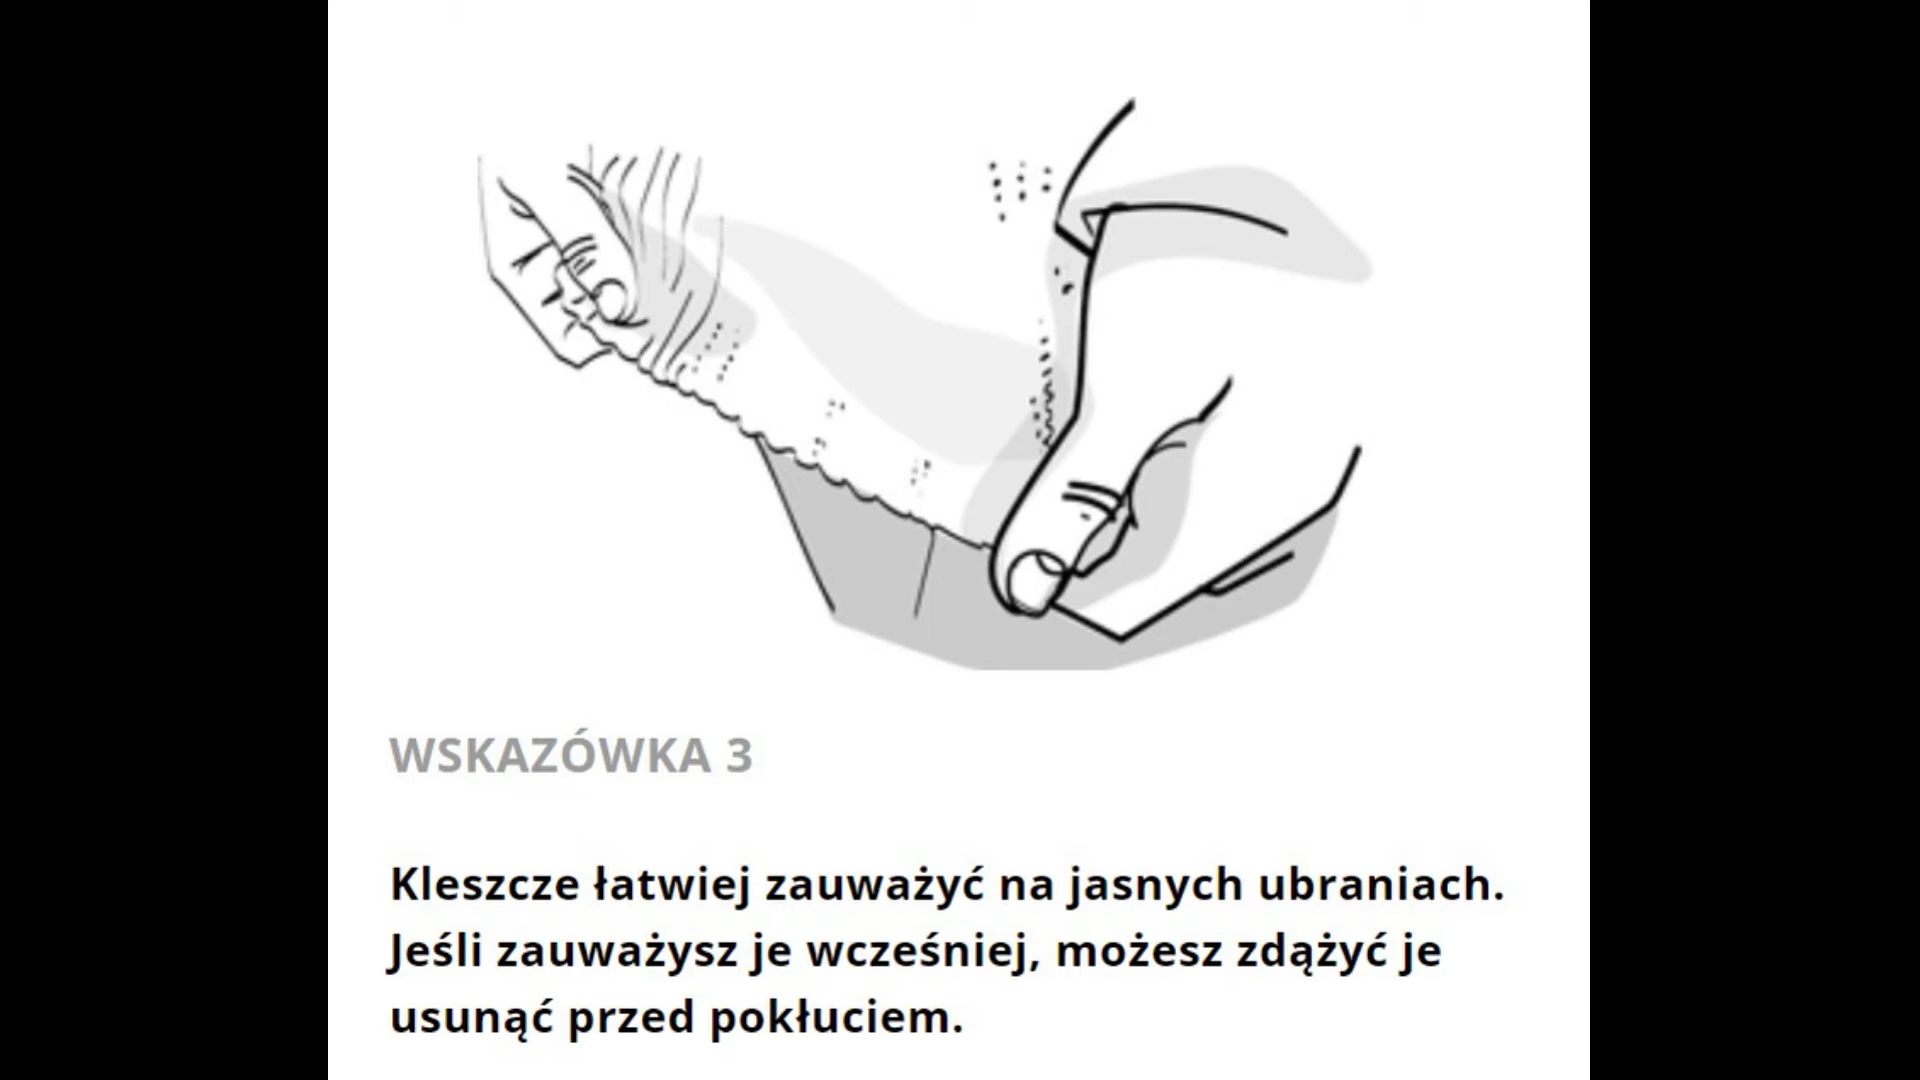 WSKAZÓWKA 3
Kleszcze łatwiej zauważyć na jasnych ubraniach.
Jeśli zauważysz je wcześniej, możesz zdążyć je
usunąć przed pokłuciem.